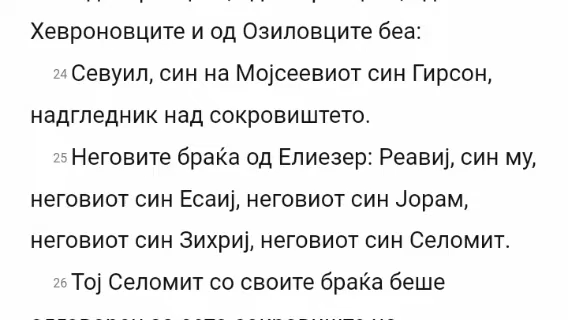 Хевроновците и од Озиловците беа:
24 Севуил, син на Мојсеевиот син Гирсон,
надгледник над сокровиштето.
25 Неговите браќа од Елиезер: Реавиј, син му,
неговиот син Есаиј, неговиот син Јорам,
неговиот син Зихриј, неговиот син Селомит.
26 Тој Селомит со своите браќа беше